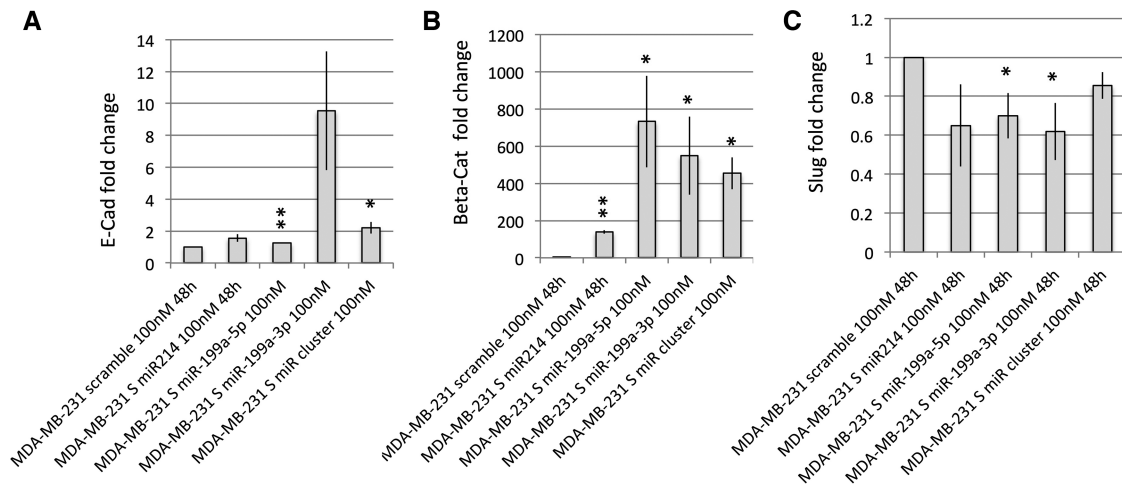 A
E-Cad fold change
14
12
10
8
6
4
2
0
**
*
MDA-MB-231 scramble 100nM 48h
MDA-MB-231 S miR214 100nM 48h
MDA-MB-231 S miR-199a-5p 100nM
MDA-MB-231 S miR-199a-3p 100nM
MDA-MB-231 S miR cluster 100nM
B
Beta-Cat fold change
1200
1000
800
600
400
200
0
**
*
*
*
MDA-MB-231 scramble 100nM 48h
MDA-MB-231 S miR214 100nM 48h
MDA-MB-231 S miR-199a-5p 100nM
MDA-MB-231 S miR-199a-3p 100nM
MDA-MB-231 S miR cluster 100nM
C
Slug fold change
1.2
1
0.8
0.6
0.4
0.2
0
*
*
MDA-MB-231 scramble 100nM 48h
MDA-MB-231 S miR214 100nM 48h
MDA-MB-231 S miR-199a-5p 100nM 48h
MDA-MB-231 S miR-199a-3p 100nM 48h
MDA-MB-231 S miR cluster 100nM 48h